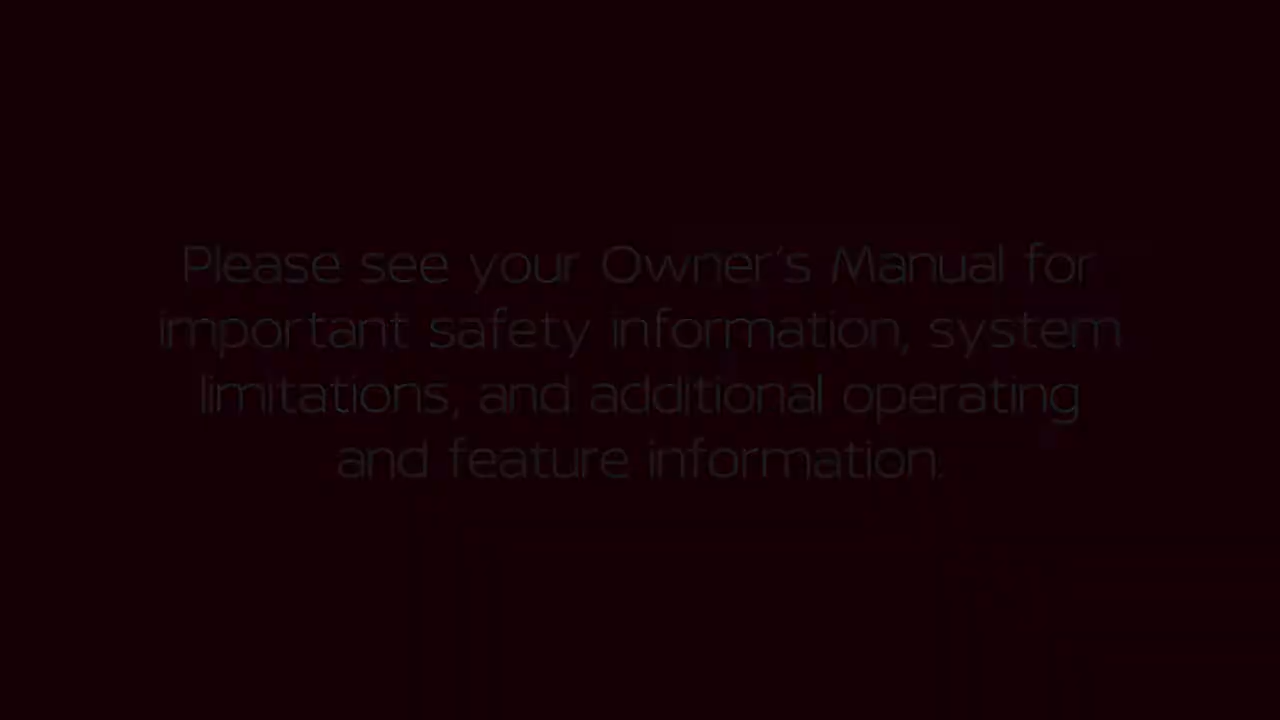 Please see your Owner's Manual for
important safety information, system
limitations, and additional operating
and feature information.